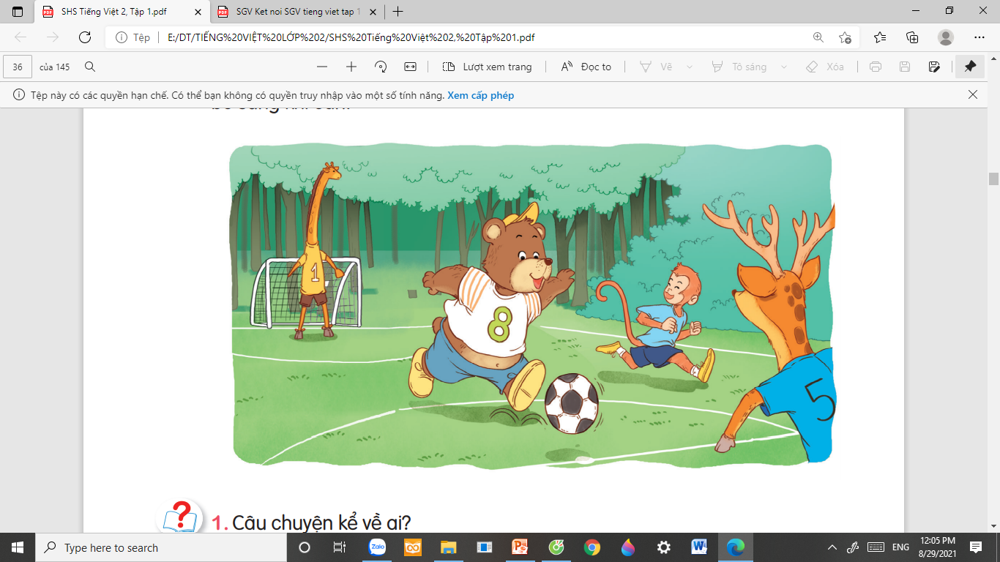 SHS Tiếng Việt 2, Tập 1.pdf
SGV Ket noi SGV tieng viet tap 1
Tệp
E:/DT/TIẾNG%20VIỆT%20LỚP%202/SHS%20Tiếng%20Việt%202,%20Tập%201.pdf
36
của 145
Lượt xem trang
Đọc to
Vẽ
Tô sáng
Xóa
Tệp này có các quyền hạn chế. Có thể bạn không có quyền truy nhập vào một số tính năng. Xem cấp phép
1
8
5
?
1. Câu chuyện kể về ai?
Type here to search
Zalo
ENG
12:05 PM
8/29/2021